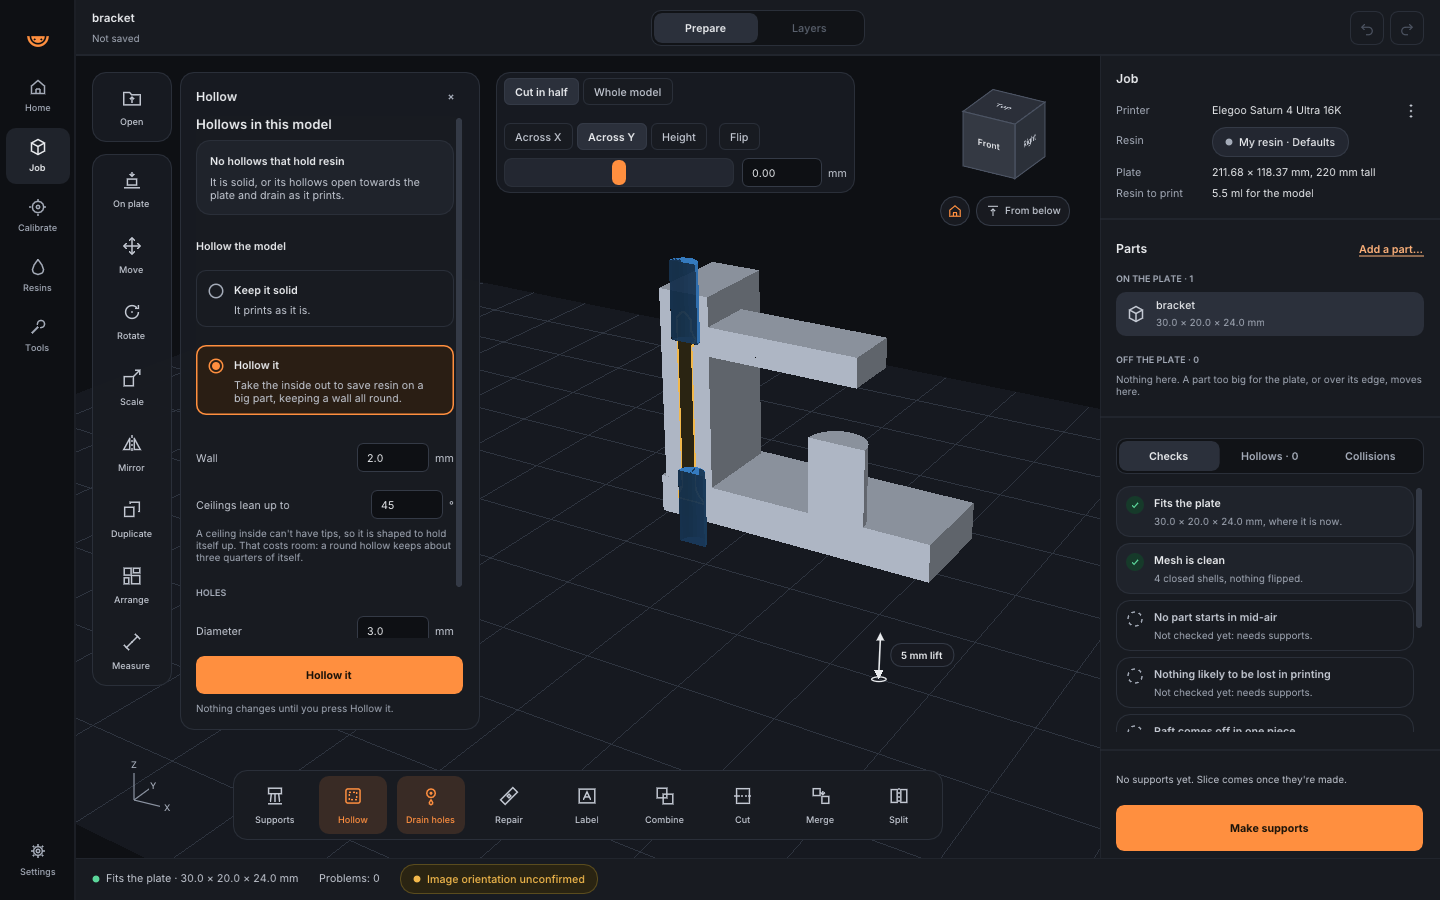 bracket
Not saved
Prepare
Layers
Home
Job
Calibrate
Resins
Tools
Settings
Open
On plate
Move
Rotate
Scale
Mirror
Duplicate
Arrange
Measure
Hollow
×
Hollows in this model
No hollows that hold resin
It is solid, or its hollows open towards the
plate and drain as it prints.
Hollow the model
Keep it solid
It prints as it is.
Hollow it
Take the inside out to save resin on a
big part, keeping a wall all round.
Wall
2.0
mm
Ceilings lean up to
45
°
A ceiling inside can't have tips, so it is shaped to hold
itself up. That costs room: a round hollow keeps about
three quarters of itself.
HOLES
Diameter
3.0
mm
Hollow it
Nothing changes until you press Hollow it.
Cut in half
Whole model
Across X
Across Y
Height
Flip
0.00
mm
Top
Front
Right
From below
5 mm lift
Z
Y
X
Supports
Hollow
Drain holes
Repair
Label
Combine
Cut
Merge
Split
Job
Printer
Elegoo Saturn 4 Ultra 16K
Resin
My resin · Defaults
Plate
211.68 × 118.37 mm, 220 mm tall
Resin to print
5.5 ml for the model
Parts
Add a part...
ON THE PLATE · 1
bracket
30.0 × 20.0 × 24.0 mm
OFF THE PLATE · 0
Nothing here. A part too big for the plate, or over its edge, moves
here.
Checks
Hollows · 0
Collisions
Fits the plate
30.0 × 20.0 × 24.0 mm, where it is now.
Mesh is clean
4 closed shells, nothing flipped.
No part starts in mid-air
Not checked yet: needs supports.
Nothing likely to be lost in printing
Not checked yet: needs supports.
Raft comes off in one piece
No supports yet. Slice comes once they're made.
Make supports
Fits the plate · 30.0 × 20.0 × 24.0 mm
Problems: 0
Image orientation unconfirmed